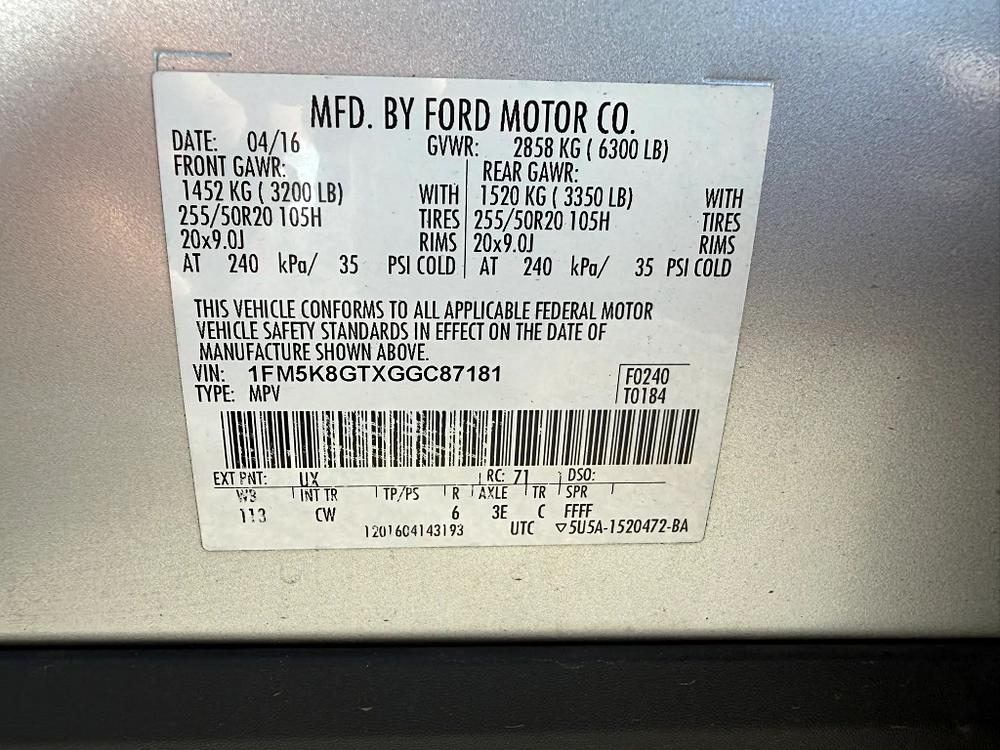 MFD. BY FORD MOTOR CO.
DATE: 04/16 GVWR: 2858 KG ( 6300 LB)
FRONT GAWR: REAR GAWR:
1452 KG ( 3200 LB) WITH 1520 KG ( 3350 LB) WITH
255/50R20 105H TIRES 255/50R20 105H TIRES
20x9.0J RIMS 20x9.0J RIMS
AT 240 kPa/ 35 PSI COLD AT 240 kPa/ 35 PSI COLD
THIS VEHICLE CONFORMS TO ALL APPLICABLE FEDERAL MOTOR
VEHICLE SAFETY STANDARDS IN EFFECT ON THE DATE OF
MANUFACTURE SHOWN ABOVE.
VIN: 1FM5K8GTXGGC87181 F0240
TYPE: MPV T0184
EXT PNT: UX RC: 71 DSO:
WB INT TR TP/PS R AXLE TR SPR
113 CW 6 3E C FFFF
1201604143193 UTC ▽5U5A-1520472-BA